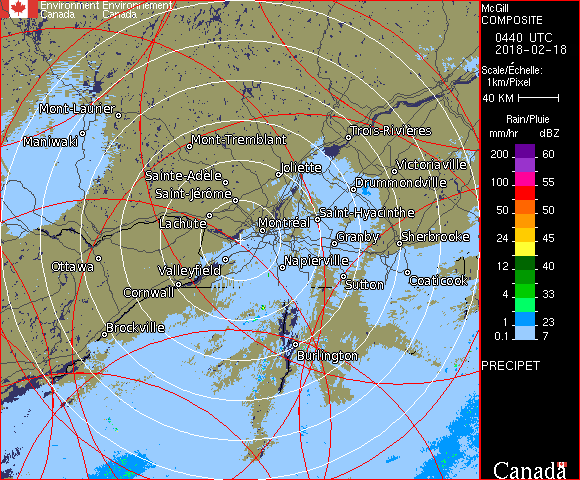 Environment Environnement
Canada Canada
McGill
COMPOSITE
0440 UTC
2018-02-18
Scale/Échelle:
1km/Pixel
40 KM
Rain/Pluie
mm/hr dBZ
200 60
150 57
100 55
50 50
24 45
12 40
4 33
1 23
0.1 7
PRECIPET
Canada
Mont-Laurier
Maniwaki
Mont-Tremblant
Trois-Rivières
Joliette
Victoriaville
Sainte-Adèle
Drummondville
Saint-Jérôme
Saint-Hyacinthe
Lachute
Montréal
Granby
Sherbrooke
Ottawa
Valleyfield
Napierville
Coaticook
Cornwall
Sutton
Brockville
Burlington